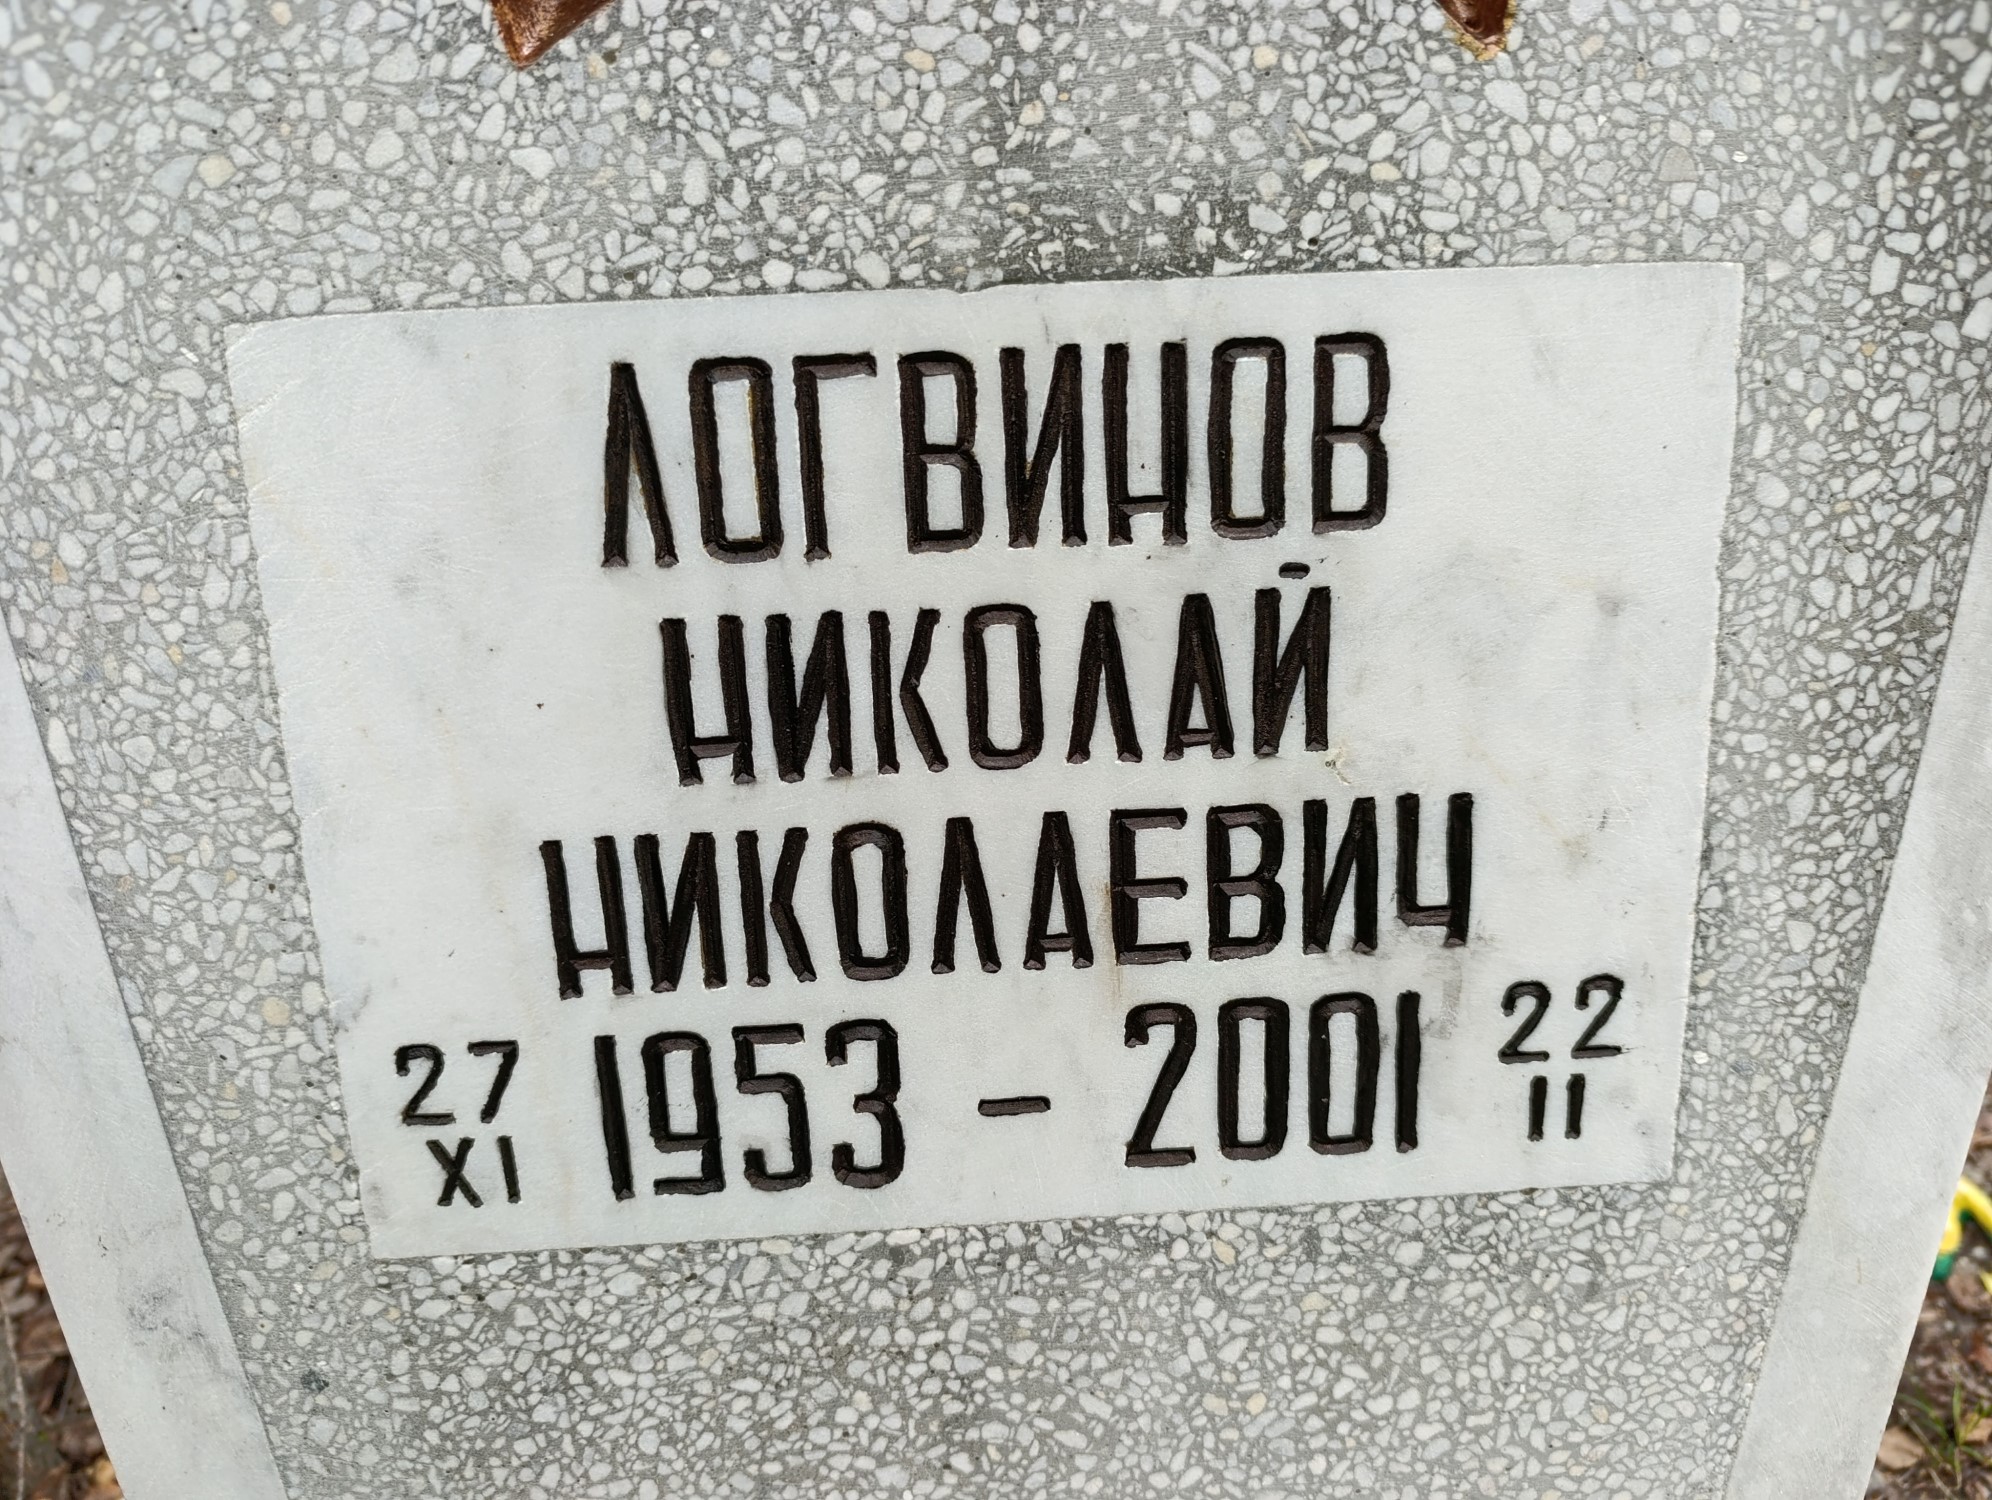 ЛОГВИНОВ
НИКОЛАЙ
НИКОЛАЕВИЧ
27 XI 1953 – 2001 22 II